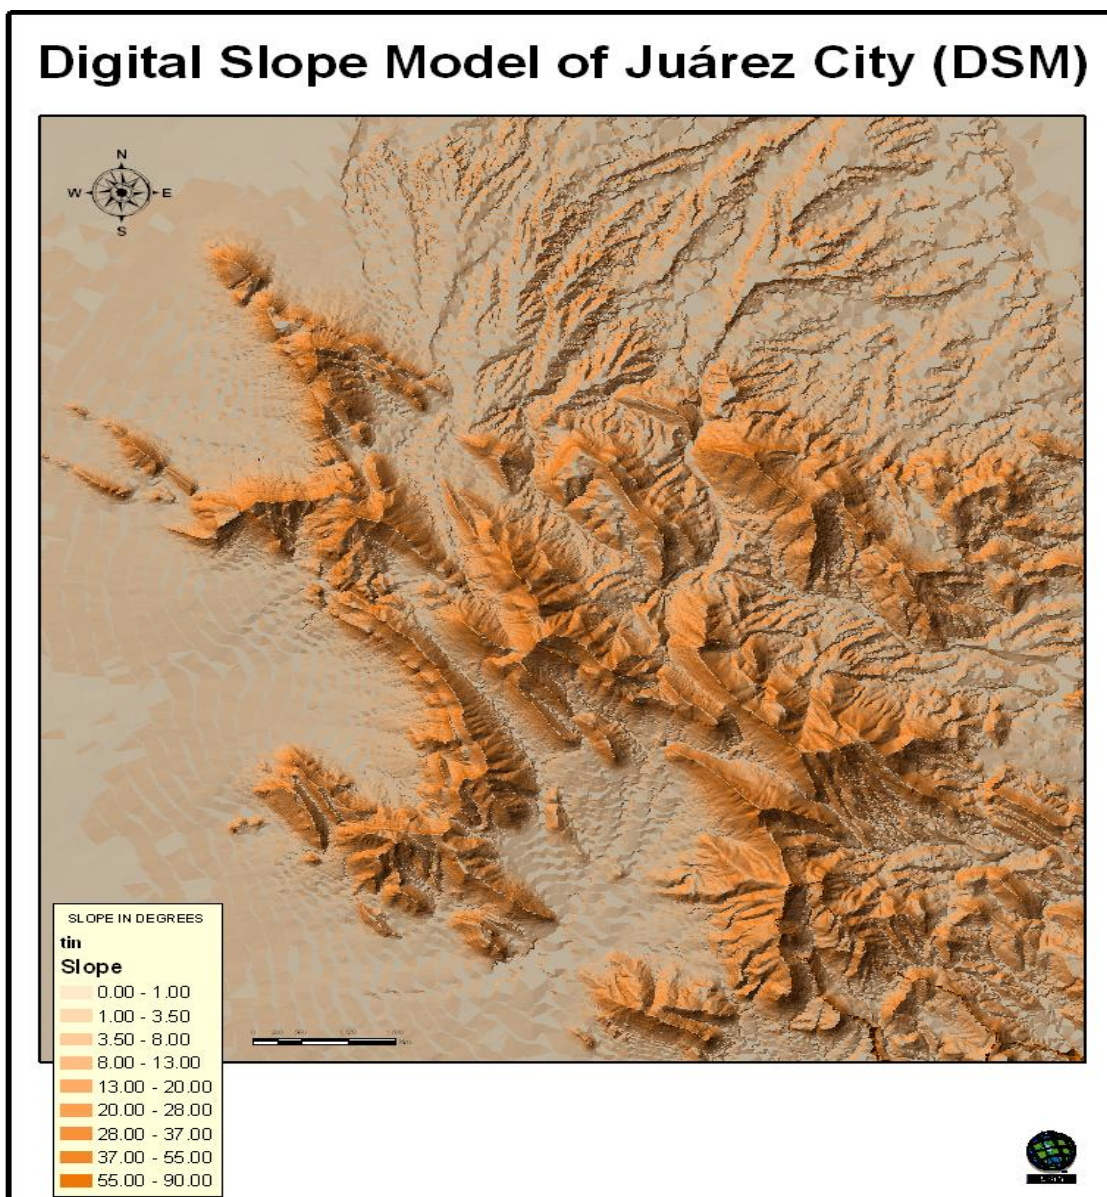 Digital Slope Model of Juárez City (DSM)
N
W E
S
SLOPE IN DEGREES
tin
Slope
0.00 - 1.00
1.00 - 3.50
3.50 - 8.00
8.00 - 13.00
13.00 - 20.00
20.00 - 28.00
28.00 - 37.00
37.00 - 55.00
55.00 - 90.00
0